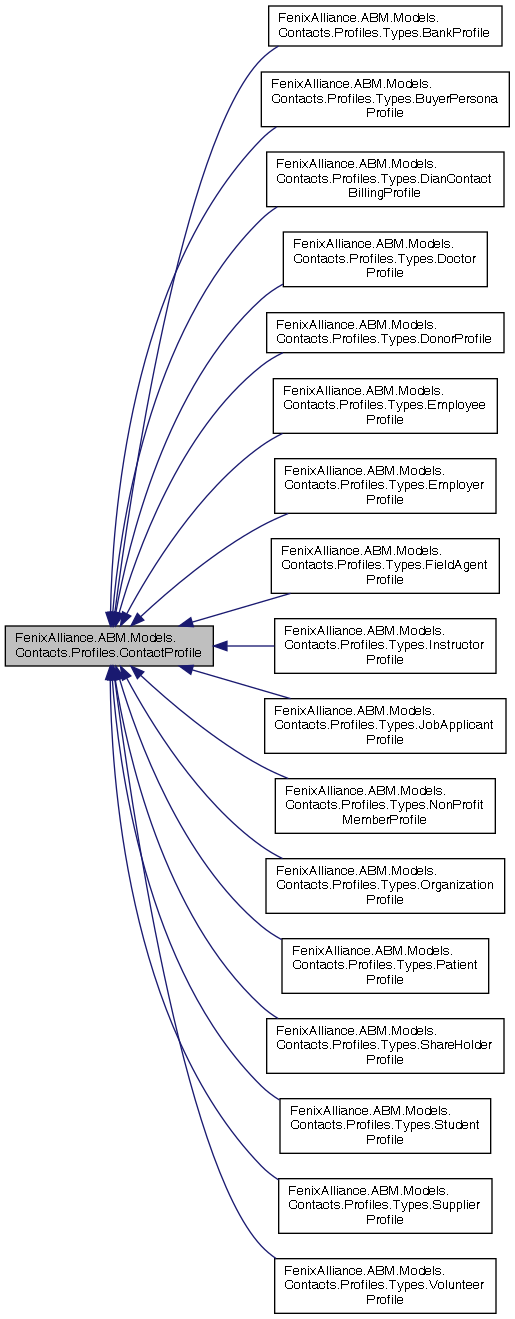 FenixAlliance.ABM.Models.
Contacts.Profiles.Types.BankProfile
FenixAlliance.ABM.Models.
Contacts.Profiles.Types.BuyerPersona
Profile
FenixAlliance.ABM.Models.
Contacts.Profiles.Types.DianContact
BillingProfile
FenixAlliance.ABM.Models.
Contacts.Profiles.Types.Doctor
Profile
FenixAlliance.ABM.Models.
Contacts.Profiles.Types.DonorProfile
FenixAlliance.ABM.Models.
Contacts.Profiles.Types.Employee
Profile
FenixAlliance.ABM.Models.
Contacts.Profiles.Types.Employer
Profile
FenixAlliance.ABM.Models.
Contacts.Profiles.Types.FieldAgent
Profile
FenixAlliance.ABM.Models.
Contacts.Profiles.ContactProfile
FenixAlliance.ABM.Models.
Contacts.Profiles.Types.Instructor
Profile
FenixAlliance.ABM.Models.
Contacts.Profiles.Types.JobApplicant
Profile
FenixAlliance.ABM.Models.
Contacts.Profiles.Types.NonProfit
MemberProfile
FenixAlliance.ABM.Models.
Contacts.Profiles.Types.Organization
Profile
FenixAlliance.ABM.Models.
Contacts.Profiles.Types.Patient
Profile
FenixAlliance.ABM.Models.
Contacts.Profiles.Types.ShareHolder
Profile
FenixAlliance.ABM.Models.
Contacts.Profiles.Types.Student
Profile
FenixAlliance.ABM.Models.
Contacts.Profiles.Types.Supplier
Profile
FenixAlliance.ABM.Models.
Contacts.Profiles.Types.Volunteer
Profile